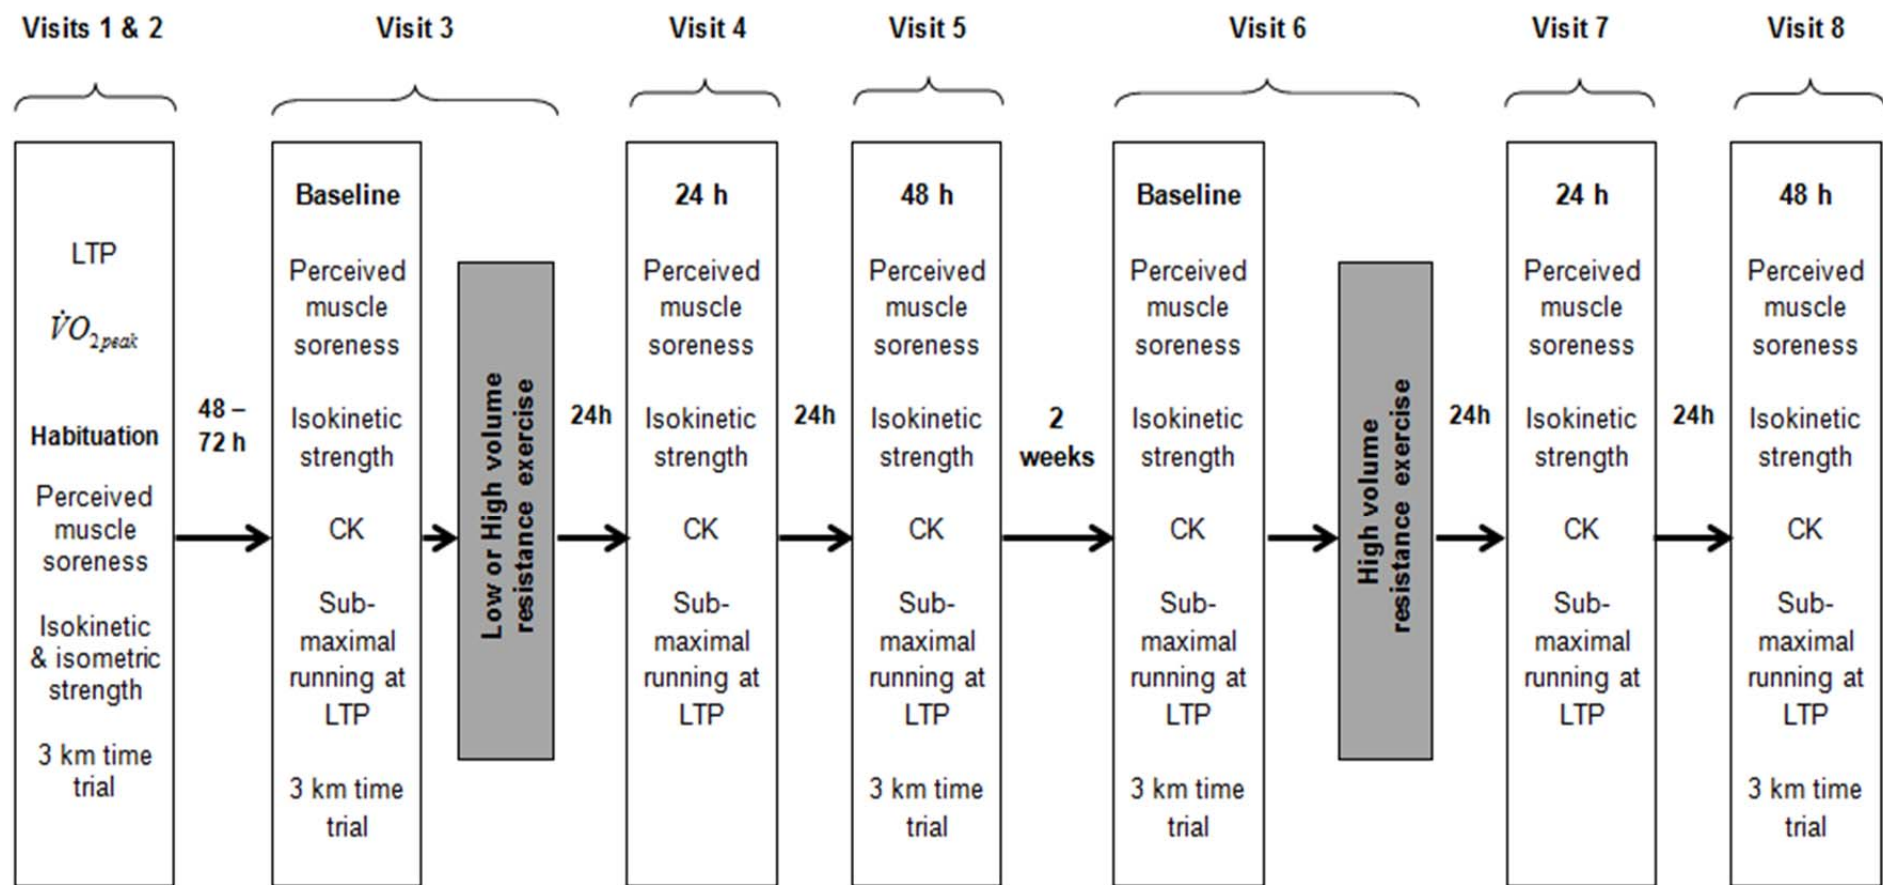 Visits 1 & 2
Visit 3
Visit 4
Visit 5
Visit 6
Visit 7
Visit 8
LTP
V̇O2peak
Habituation
Perceived
muscle
soreness
Isokinetic
& isometric
strength
3 km time
trial
48 –
72 h
Baseline
Perceived
muscle
soreness
Isokinetic
strength
CK
Sub-
maximal
running at
LTP
3 km time
trial
Low or High volume
resistance exercise
24h
24 h
Perceived
muscle
soreness
Isokinetic
strength
CK
Sub-
maximal
running at
LTP
24h
48 h
Perceived
muscle
soreness
Isokinetic
strength
CK
Sub-
maximal
running at
LTP
3 km time
trial
2
weeks
Baseline
Perceived
muscle
soreness
Isokinetic
strength
CK
Sub-
maximal
running at
LTP
3 km time
trial
High volume
resistance exercise
24h
24 h
Perceived
muscle
soreness
Isokinetic
strength
CK
Sub-
maximal
running at
LTP
24h
48 h
Perceived
muscle
soreness
Isokinetic
strength
CK
Sub-
maximal
running at
LTP
3 km time
trial